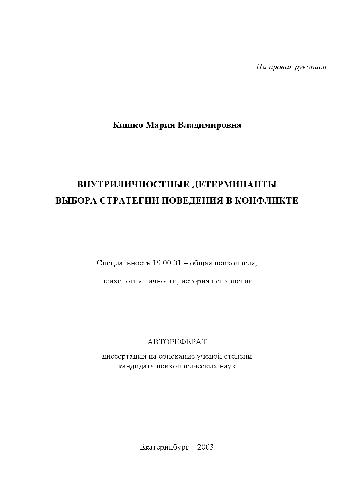 На правах рукописи
Кишко Мария Владимировна
ВНУТРИЛИЧНОСТНЫЕ ДЕТЕРМИНАНТЫ
ВЫБОРА СТРАТЕГИИ ПОВЕДЕНИЯ В КОНФЛИКТЕ
Специальность 19.00.01 – общая психология,
психология личности, история психологии
АВТОРЕФЕРАТ
диссертации на соискание ученой степени
кандидата психологических наук
Екатеринбург – 2003